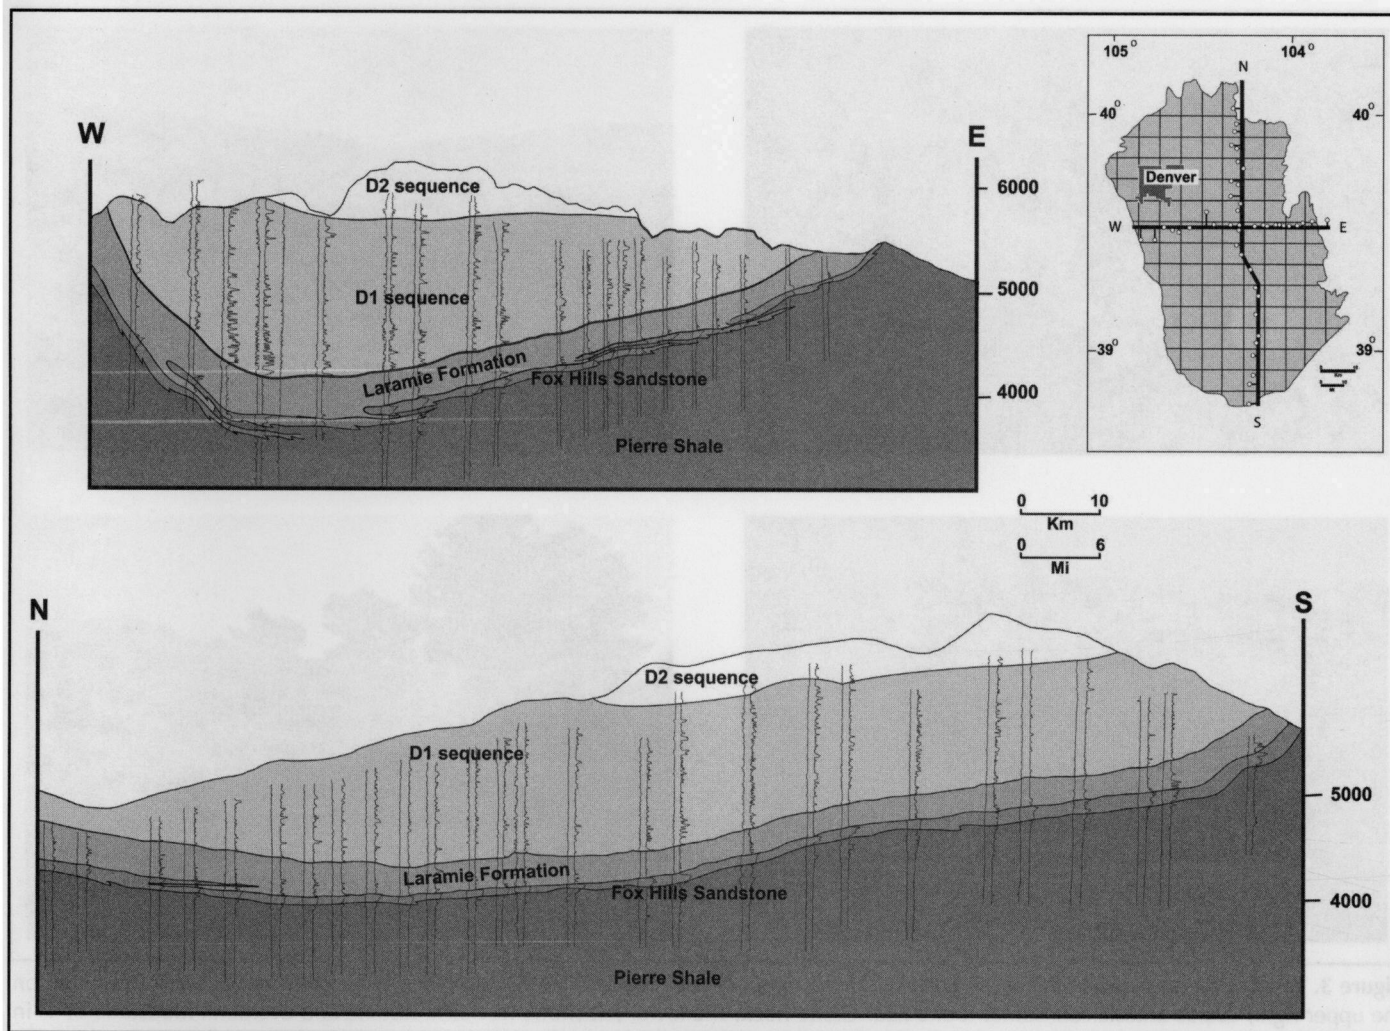 W
E
D2 sequence
6000
D1 sequence
5000
Laramie Formation
Fox Hills Sandstone
4000
Pierre Shale
105°
104°
N
40°
40°
Denver
W
E
39°
39°
S
0 10
Km
0 6
Mi
N
S
D2 sequence
D1 sequence
5000
Laramie Formation
Fox Hills Sandstone
4000
Pierre Shale
igure 3.